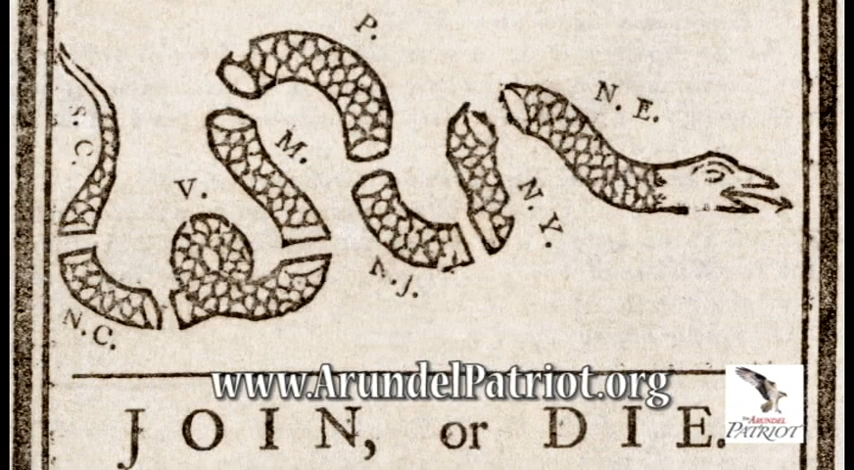 P.
N. E.
S. C.
M.
V.
N. Y.
N. J.
N. C.
www.ArundelPatriot.org
JOIN, or DIE.
THE ARUNDEL
PATRIOT